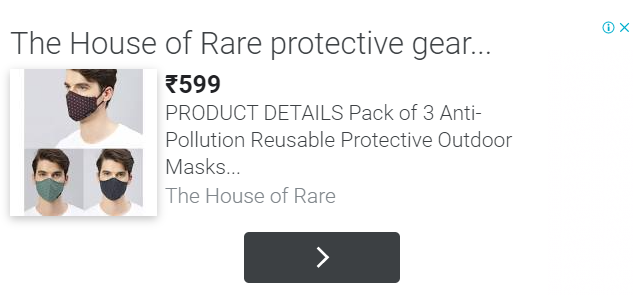 The House of Rare protective gear...
₹599
PRODUCT DETAILS Pack of 3 Anti-
Pollution Reusable Protective Outdoor
Masks...
The House of Rare